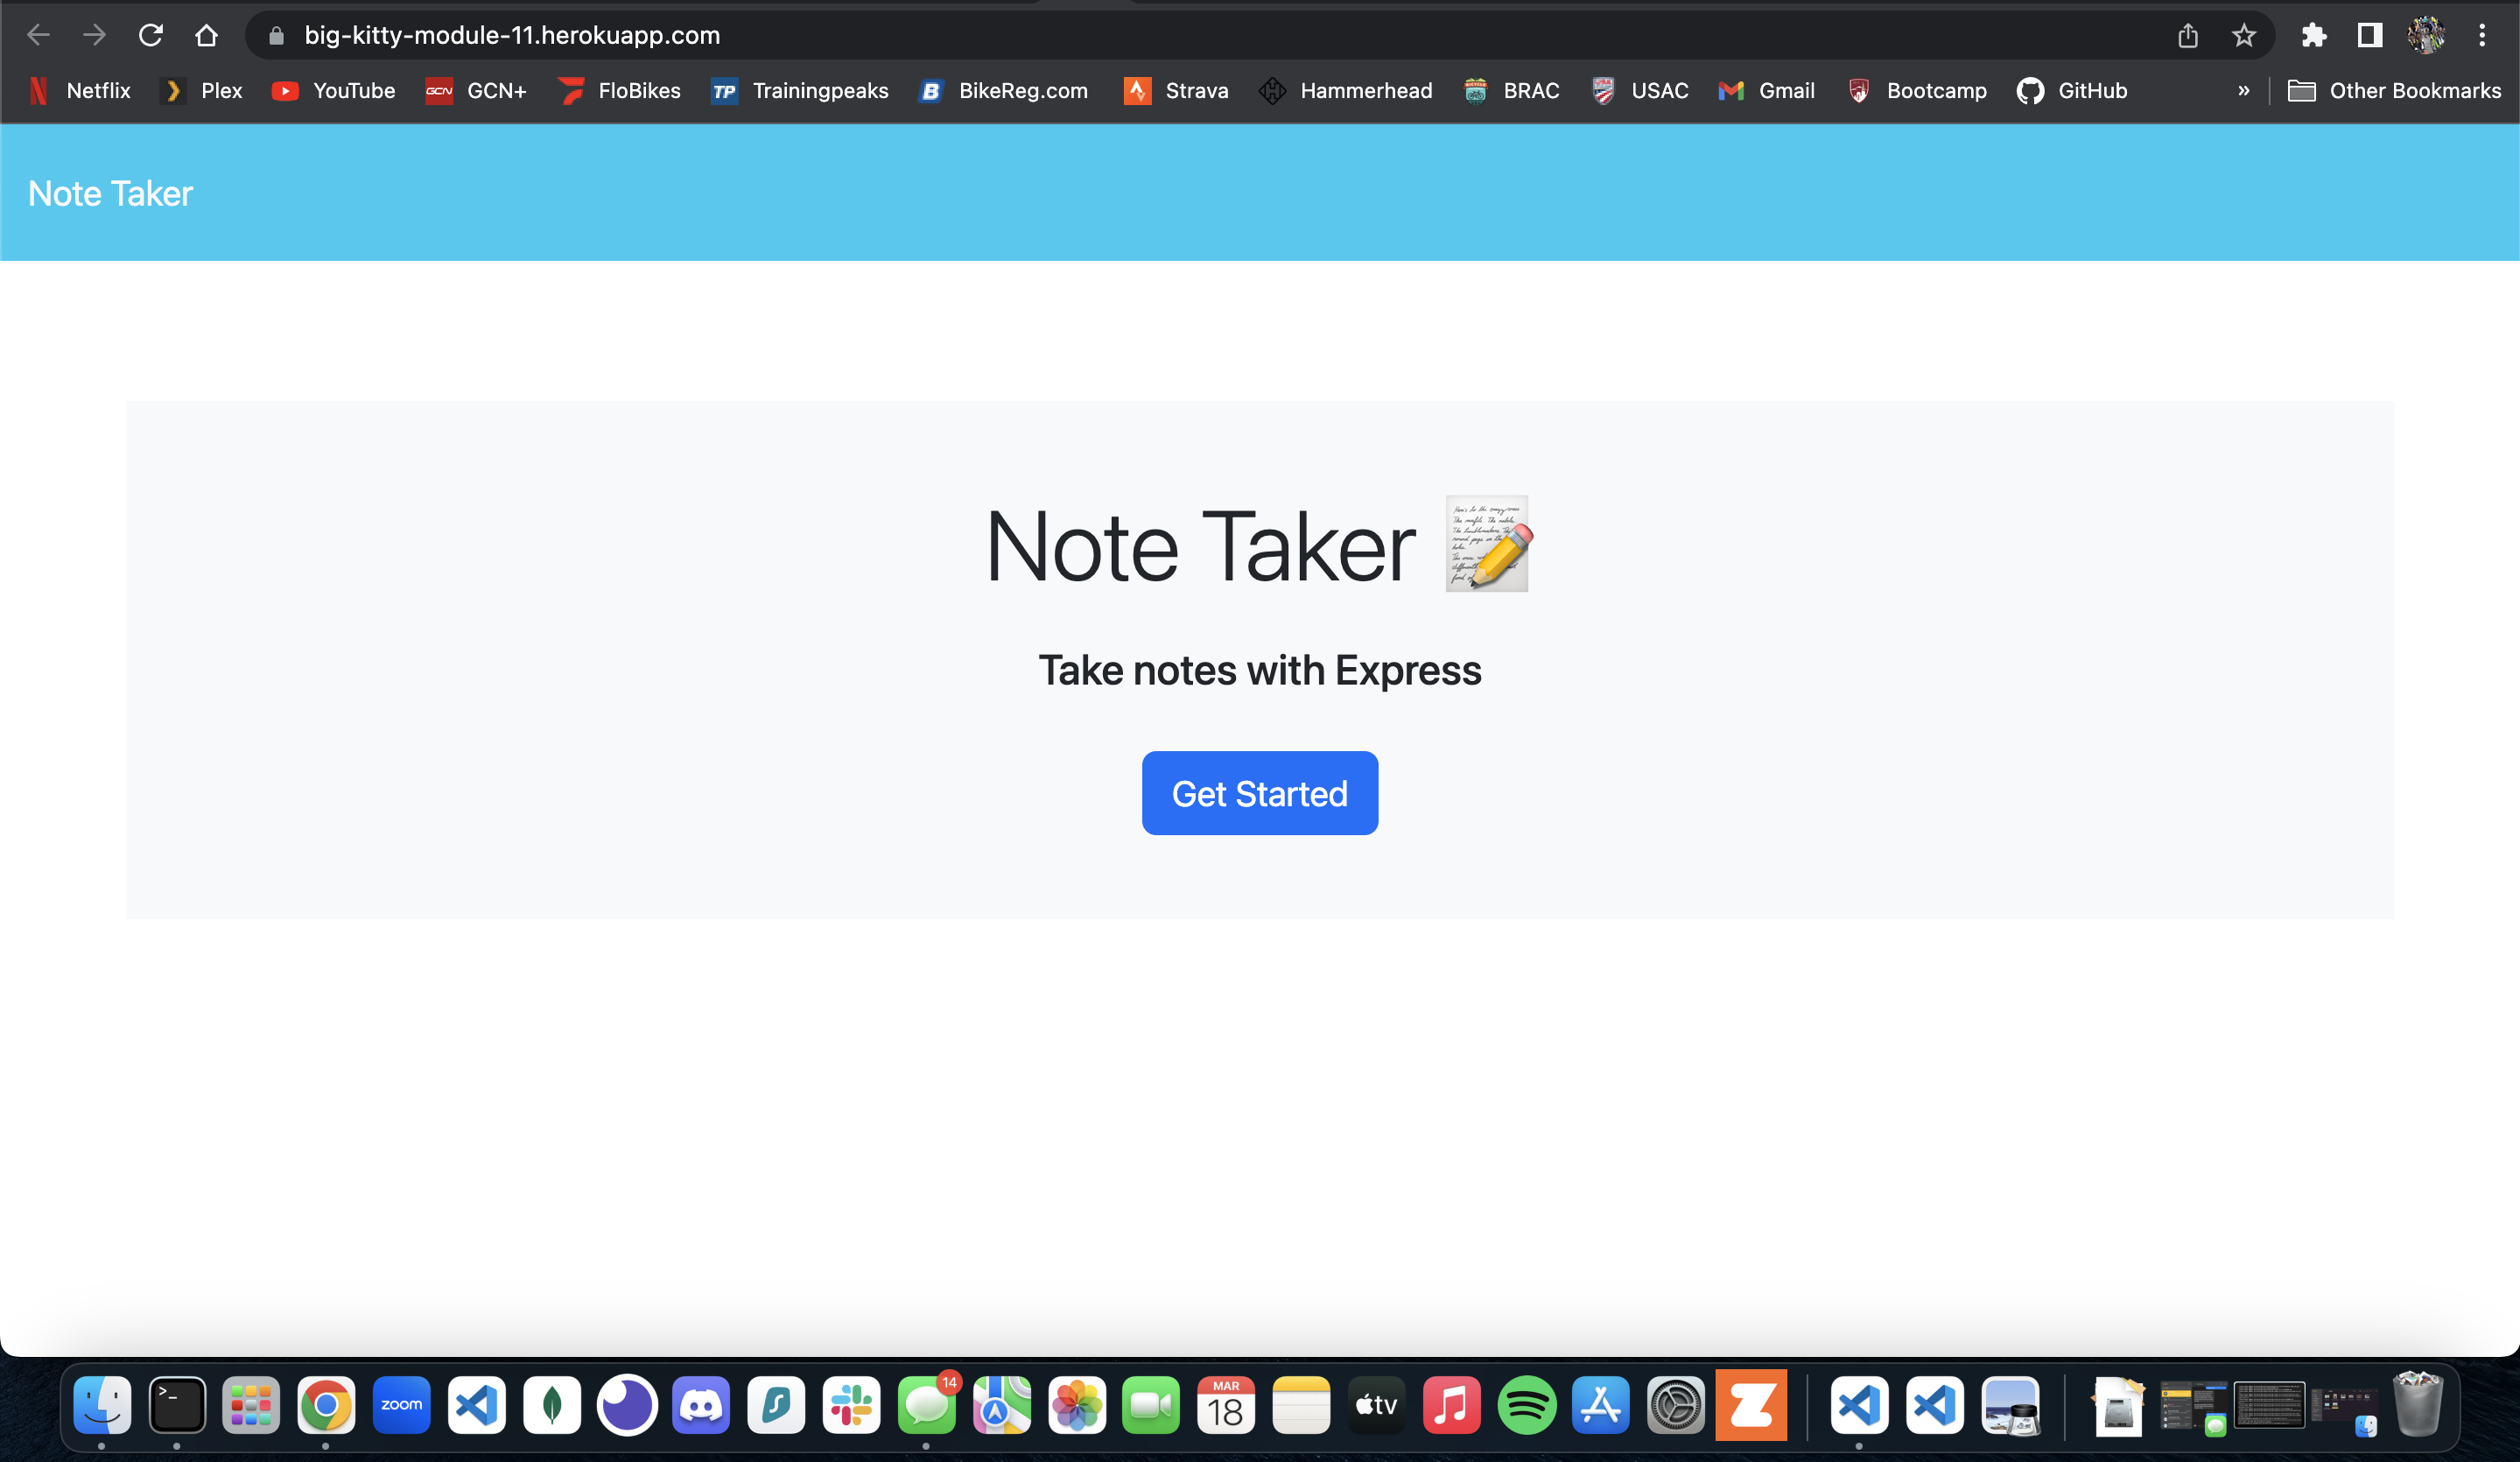 big-kitty-module-11.herokuapp.com
Netflix Plex YouTube GCN GCN+ FloBikes TP Trainingpeaks B BikeReg.com Strava Hammerhead BRAC USAC Gmail Bootcamp GitHub » Other Bookmarks
Note Taker
Note Taker
Take notes with Express
Get Started
>_ zoom 14 tv MAR
18